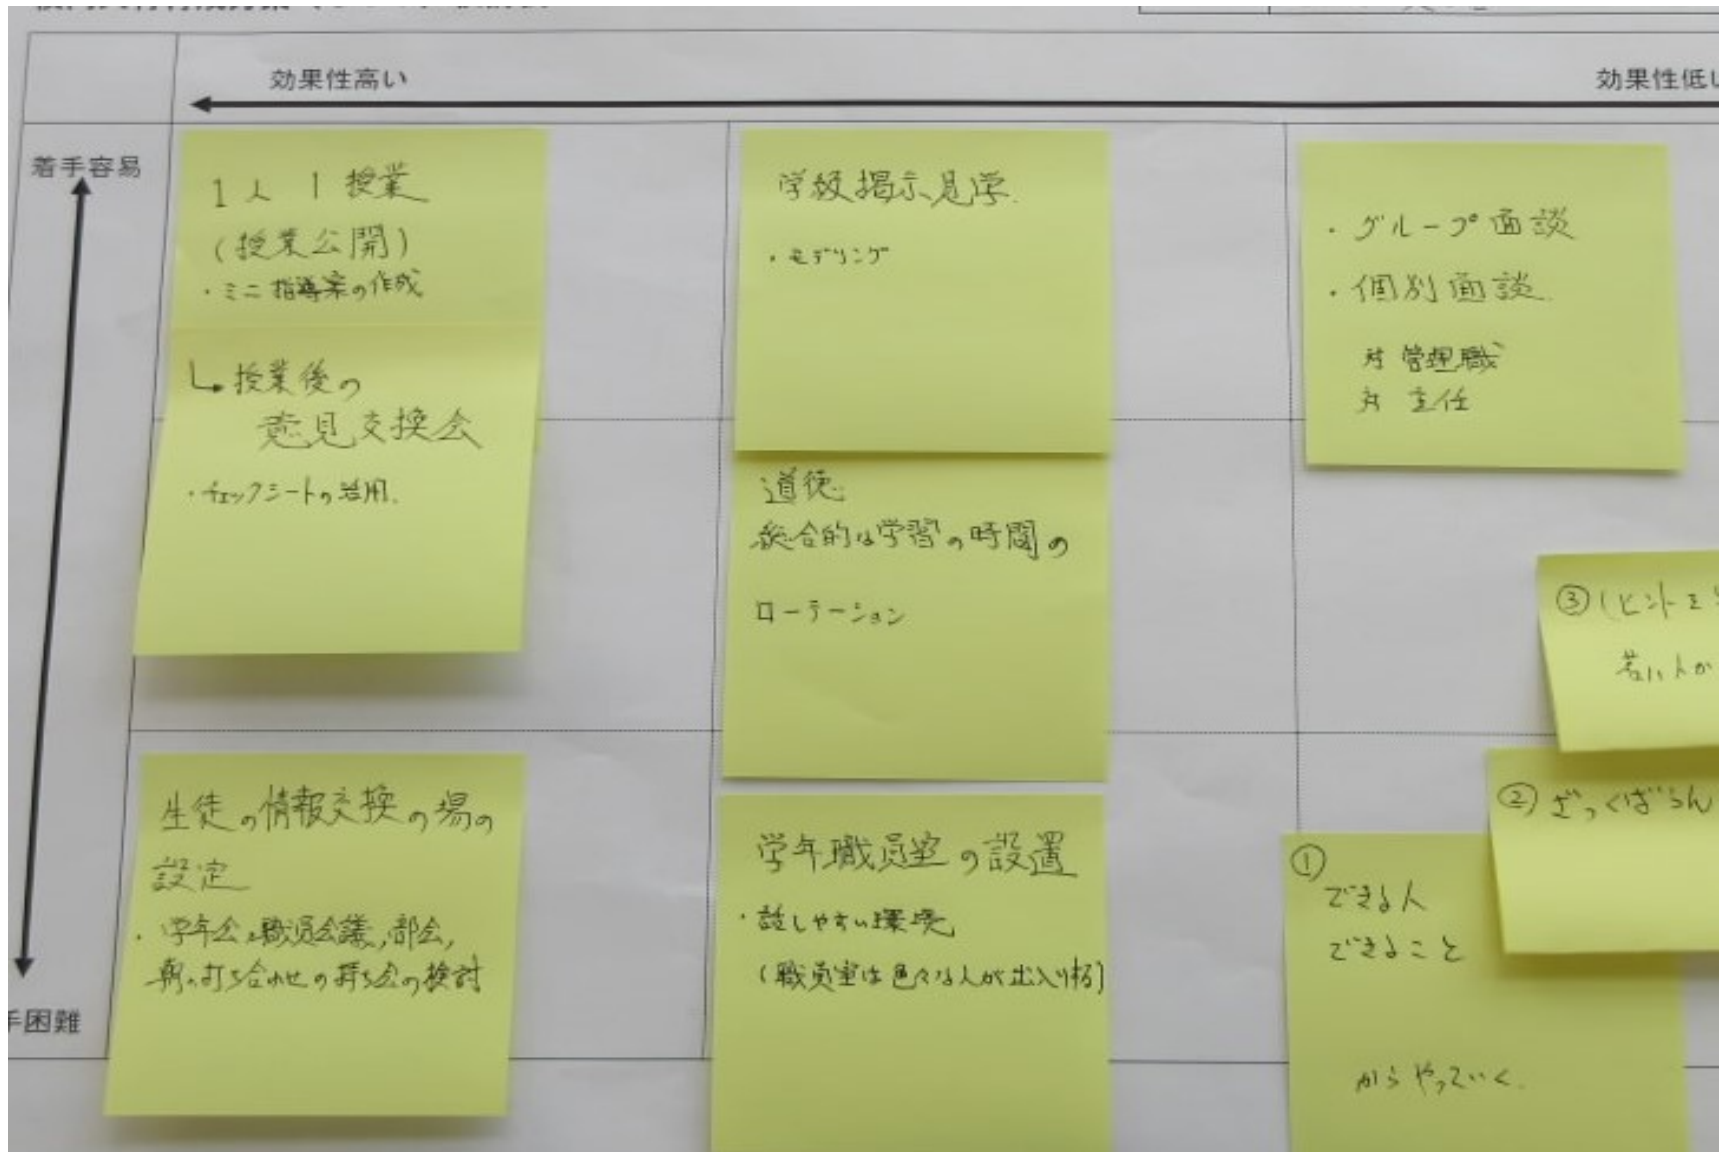 効果性高い
効果性低い
着手容易
1人1授業
(授業公開)
・ミニ指導案の作成
↳授業後の
意見交換会
・チェックシートの活用.
学級掲示見学.
・モデリング
・グループ面談
・個別面談.
対 管理職
対 主任
道徳.
総合的な学習の時間の
ローテーション
③(ヒントを
若い人が
②ざっくばらん
生徒の情報交換の場の
設定
・学年会、職員会議,部会,
朝の打ち合わせの持ち方の検討
手困難
学年職員室の設置
・話しやすい環境
(職員室は色々な人が出入りする)
①
できる人
できること
からやっていく.